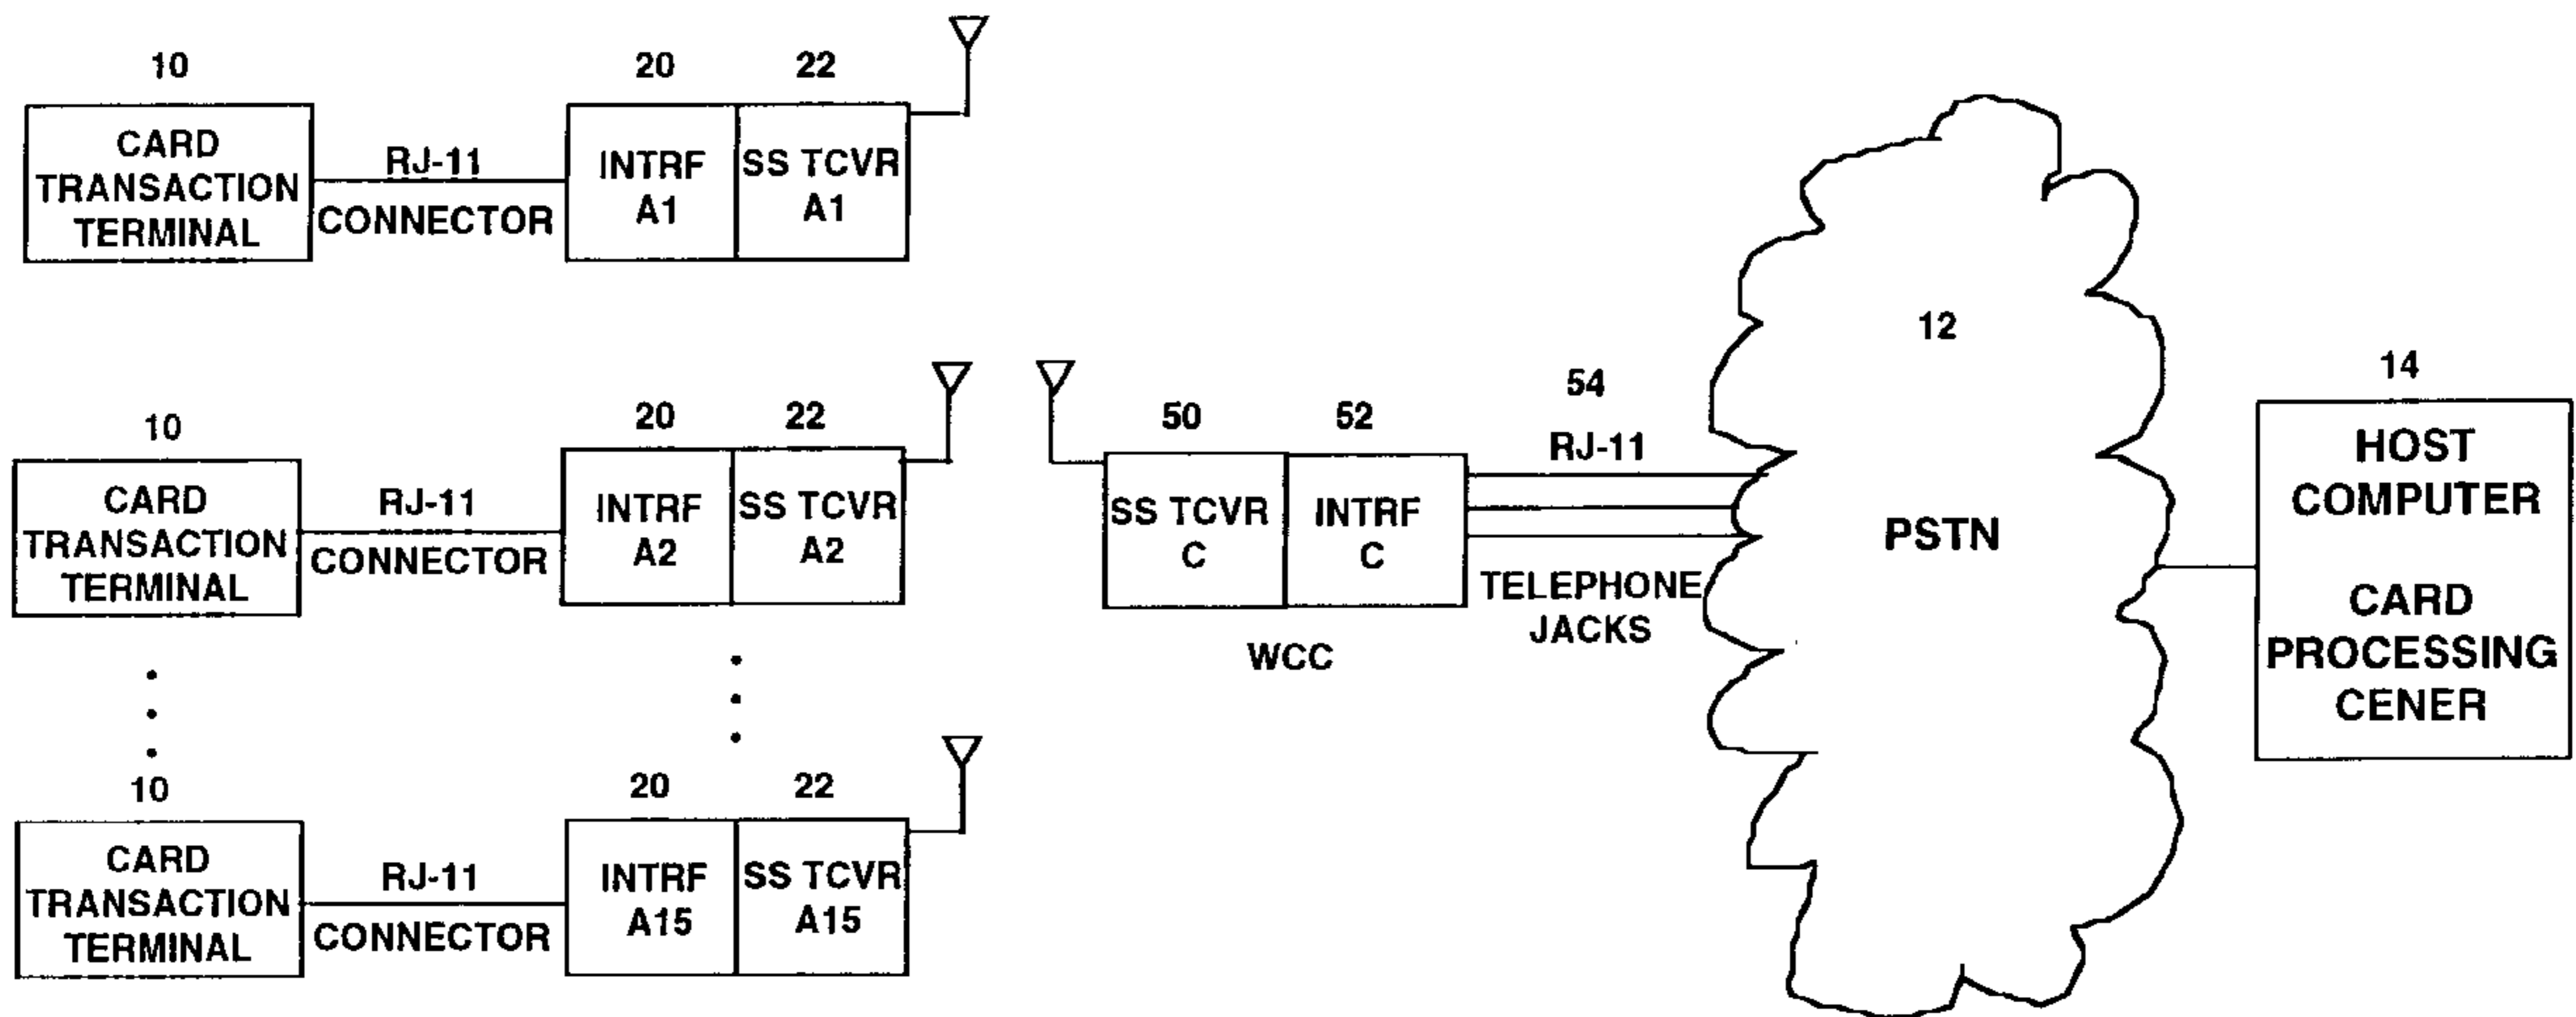 10
20
22
CARD
TRANSACTION
TERMINAL
RJ-11
CONNECTOR
INTRF
A1
SS TCVR
A1
10
20
22
CARD
TRANSACTION
TERMINAL
RJ-11
CONNECTOR
INTRF
A2
SS TCVR
A2
10
20
22
CARD
TRANSACTION
TERMINAL
RJ-11
CONNECTOR
INTRF
A15
SS TCVR
A15
50
52
54
SS TCVR
C
INTRF
C
WCC
RJ-11
TELEPHONE
JACKS
12
PSTN
14
HOST
COMPUTER
CARD
PROCESSING
CENER